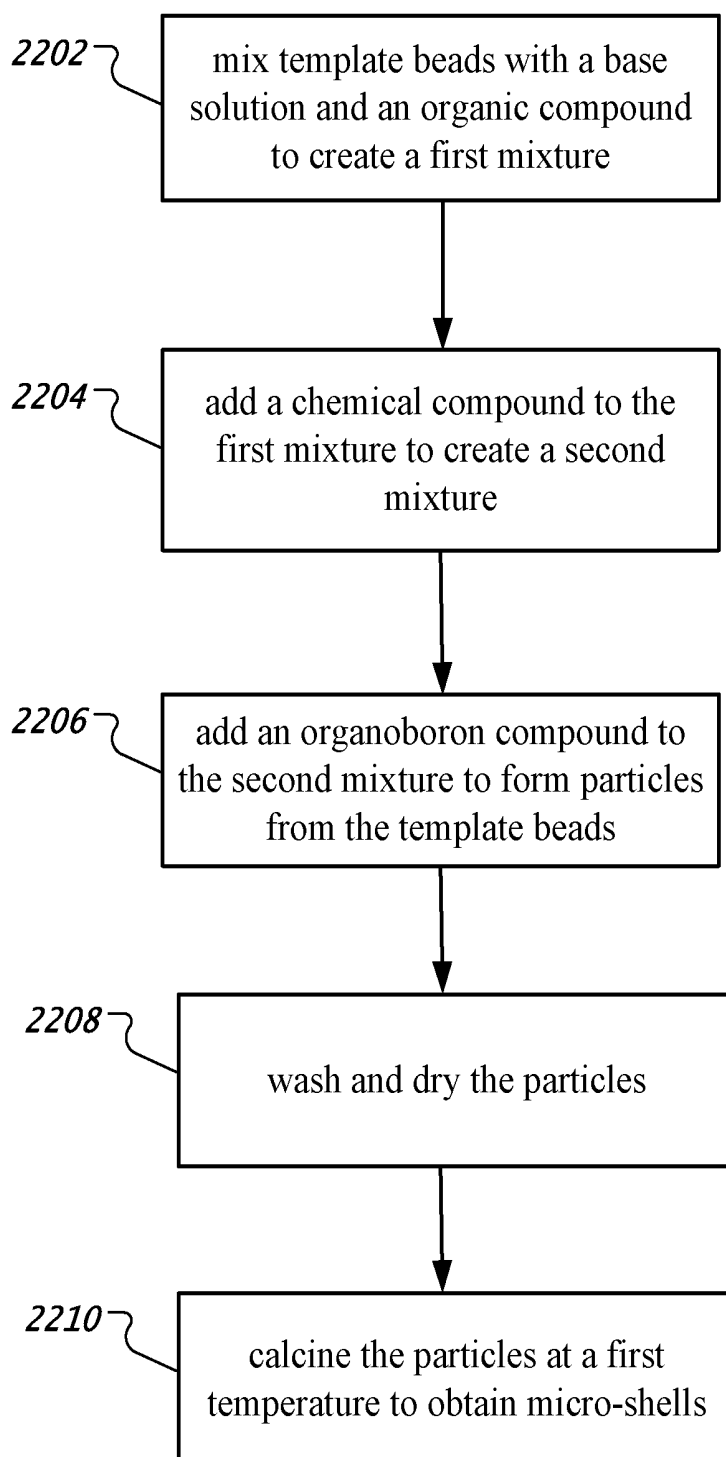 2202
mix template beads with a base
solution and an organic compound
to create a first mixture
2204
add a chemical compound to the
first mixture to create a second
mixture
2206
add an organoboron compound to
the second mixture to form particles
from the template beads
2208
wash and dry the particles
2210
calcine the particles at a first
temperature to obtain micro-shells